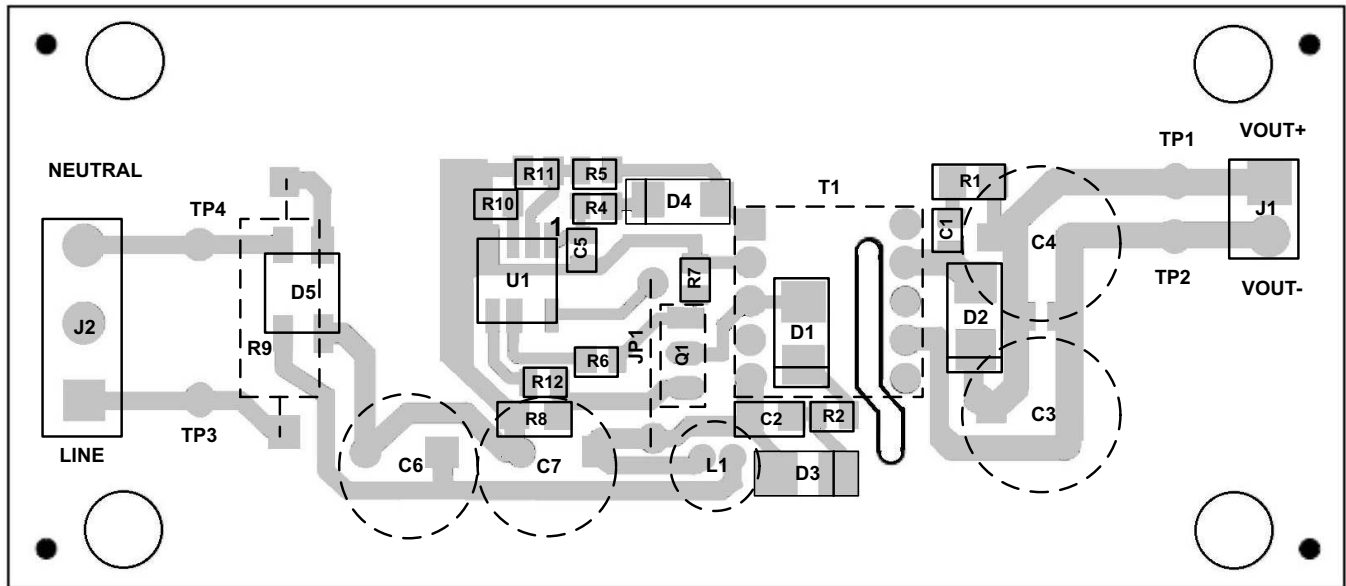 VOUT+
TP1
NEUTRAL
R11
R5
R1
T1
R10
R4
D4
J1
TP4
1
C5
C1
C4
TP2
U1
R7
VOUT-
D5
J2
D1
D2
R9
JP1
Q1
R6
R12
TP3
R8
C2
R2
C3
LINE
C6
C7
L1
D3